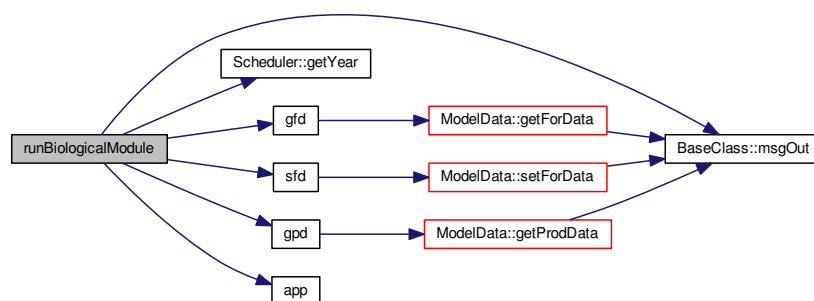 runBiologicalModule
Scheduler::getYear
gfd
sfd
gpd
app
ModelData::getForData
ModelData::setForData
ModelData::getProdData
BaseClass::msgOut